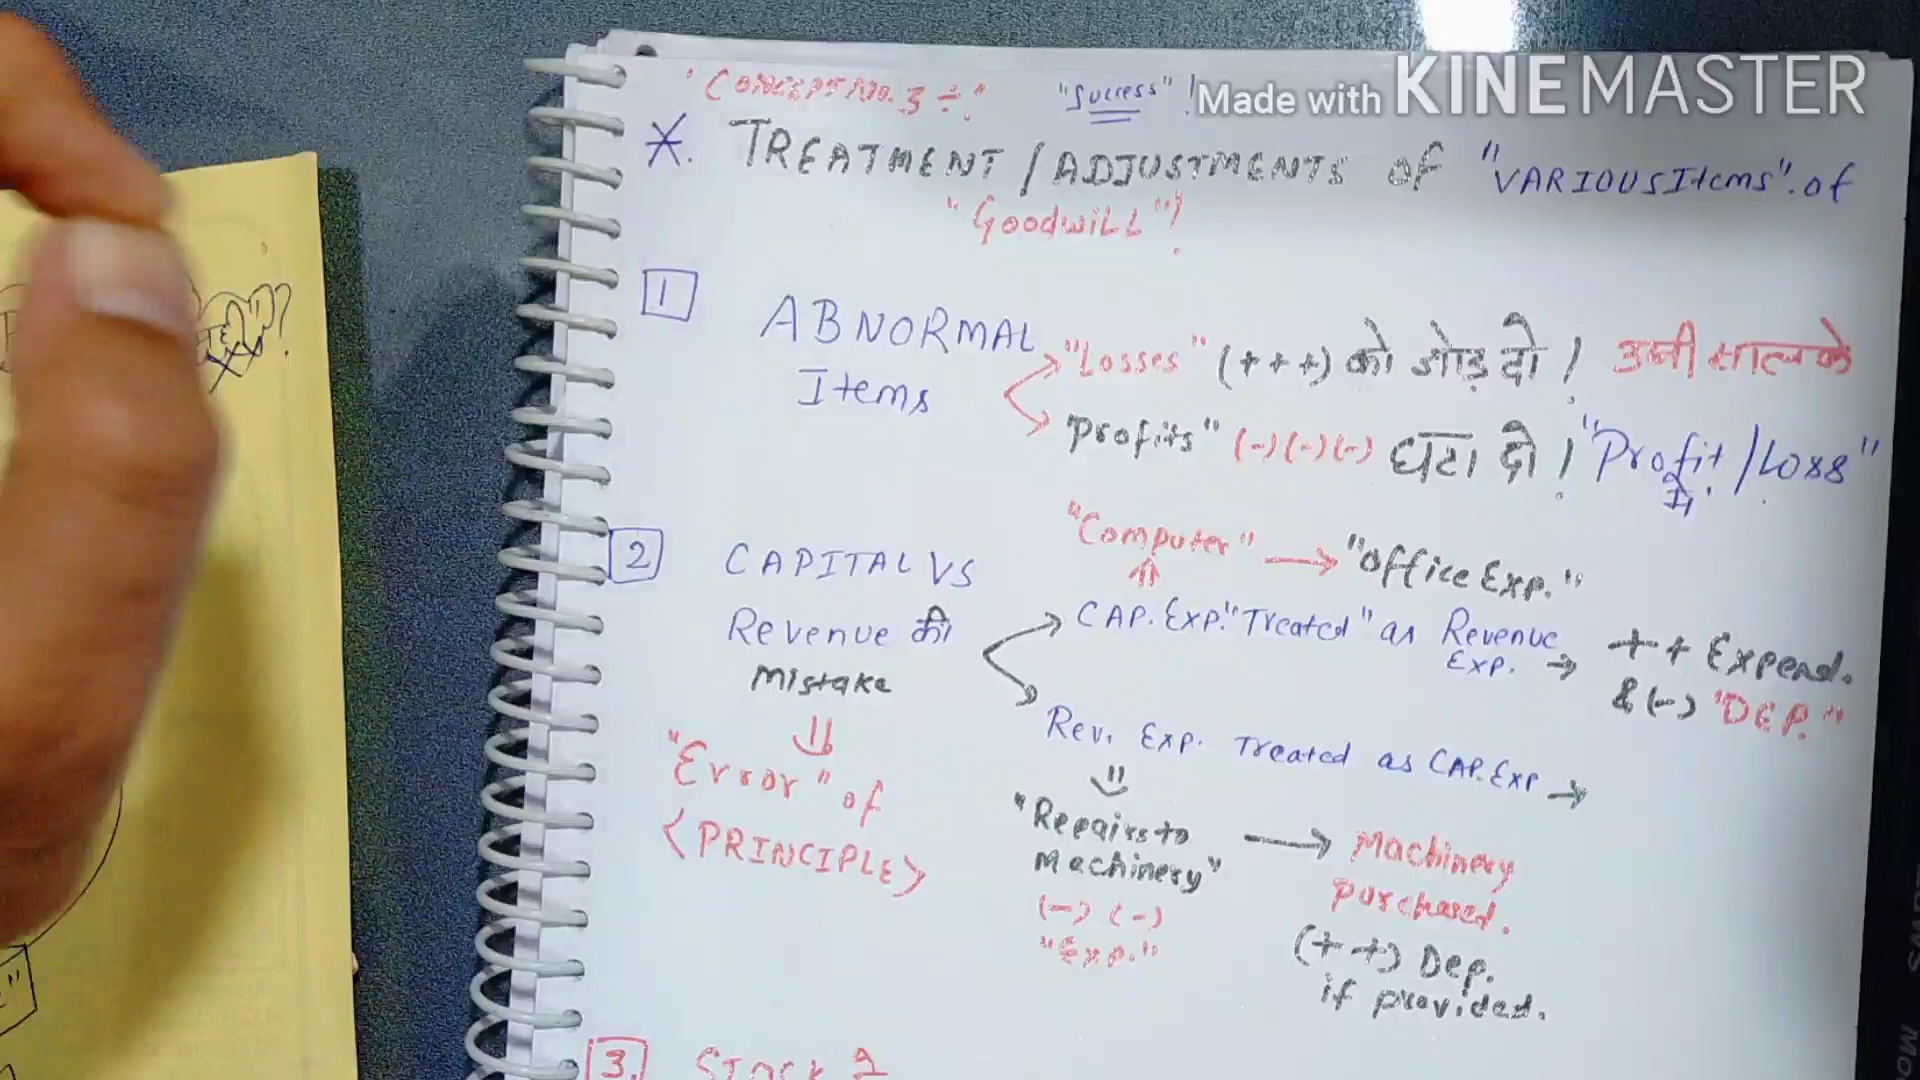 "CONCEPT NO. 3 ÷"
"Success" !
Made with KINEMASTER
*. TREATMENT / ADJUSTMENTS of "VARIOUS Items" of
"Goodwill"!
1 ABNORMAL Items
"Losses" (+++) को जोड़ दो ! उसी साल के
"Profits" (-)(-)(-) घटा दो ! "Profit / Loss" में
2 CAPITAL VS
Revenue की
Mistake
"Error" of
<PRINCIPLE>
"Computer" → "Office Exp."
CAP. Exp. "Treated" as Revenue Exp. → + + Expend.
& (-) "DEP."
Rev. Exp. Treated as CAP. Exp →
"Repairs to Machinery" → Machinery purchased.
(-) (-)
"Exp."
(+ +) Dep.
if provided.
3. Stock